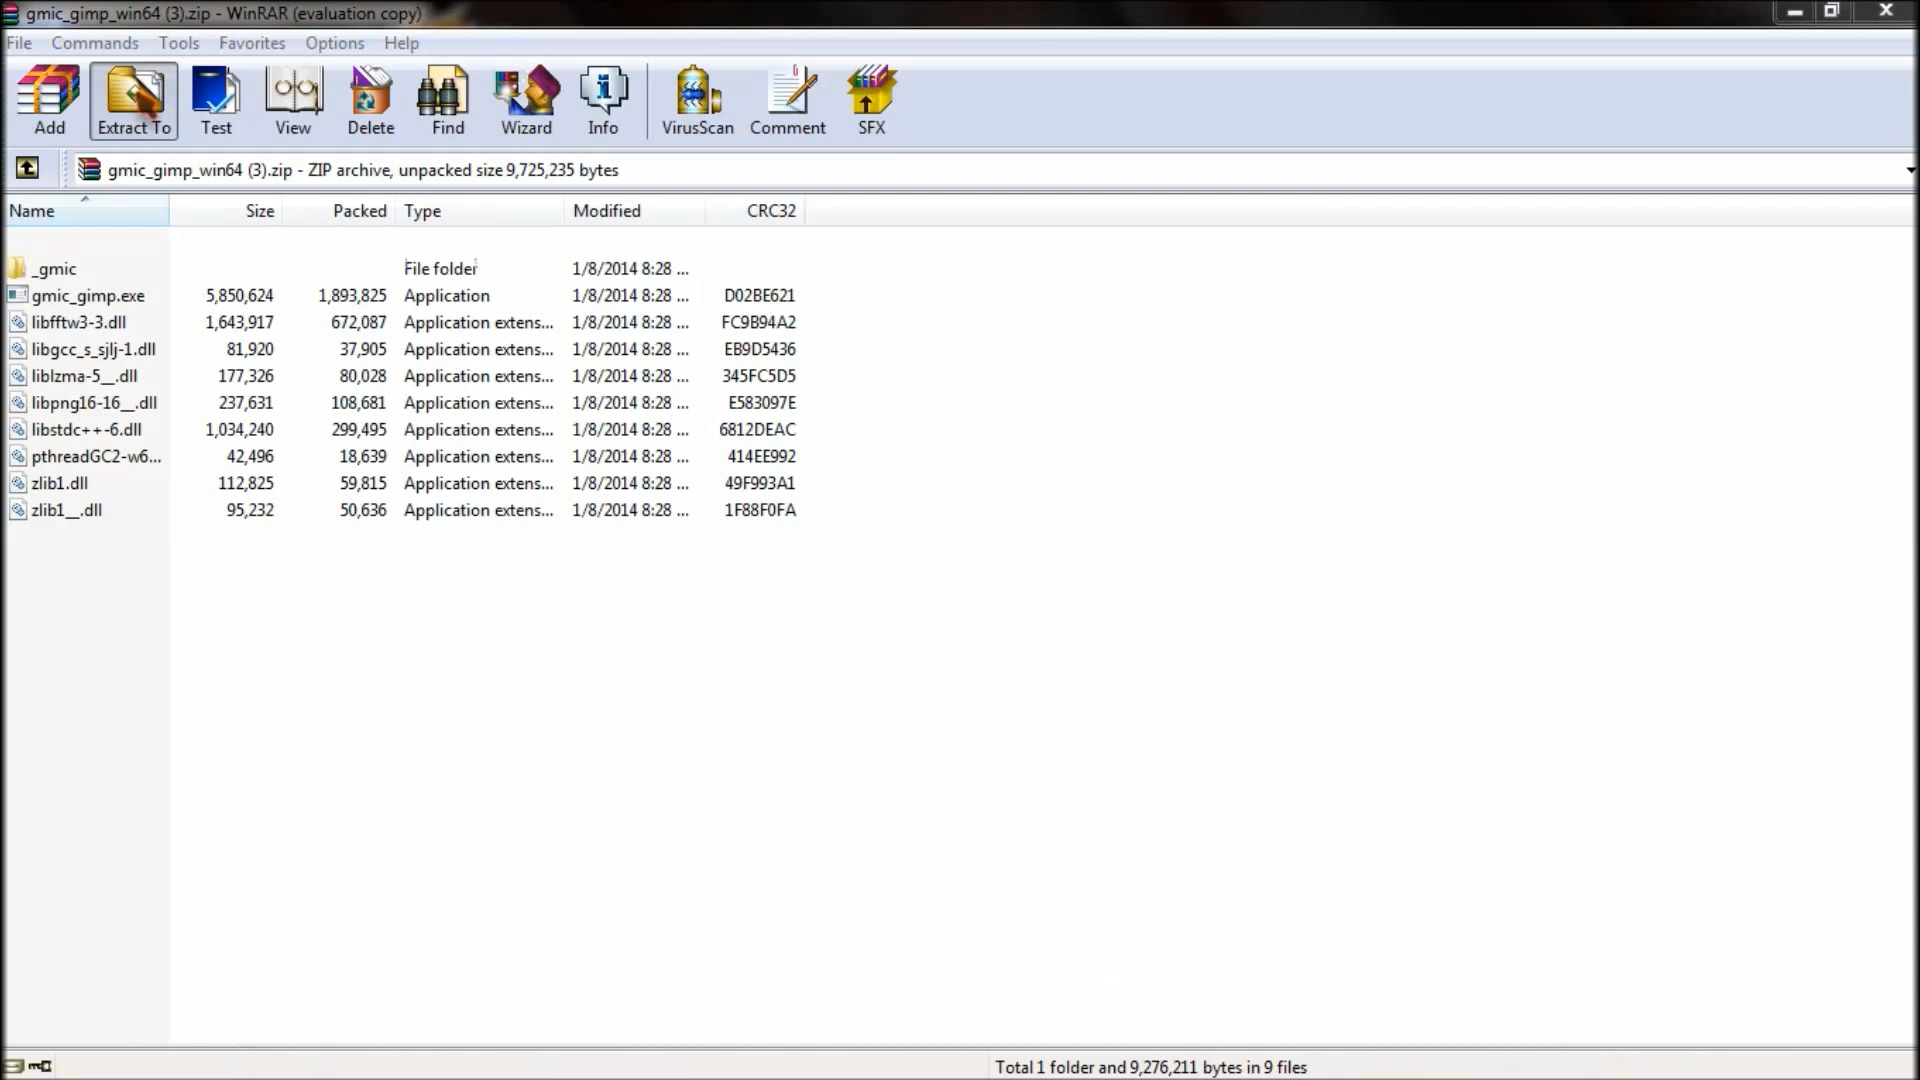 gmic_gimp_win64 (3).zip - WinRAR (evaluation copy)
File Commands Tools Favorites Options Help
Add Extract To Test View Delete Find Wizard Info VirusScan Comment SFX
gmic_gimp_win64 (3).zip - ZIP archive, unpacked size 9,725,235 bytes
Name Size Packed Type Modified CRC32
_gmic File folder 1/8/2014 8:28 ...
gmic_gimp.exe 5,850,624 1,893,825 Application 1/8/2014 8:28 ... D02BE621
libfftw3-3.dll 1,643,917 672,087 Application extens... 1/8/2014 8:28 ... FC9B94A2
libgcc_s_sjlj-1.dll 81,920 37,905 Application extens... 1/8/2014 8:28 ... EB9D5436
liblzma-5__.dll 177,326 80,028 Application extens... 1/8/2014 8:28 ... 345FC5D5
libpng16-16__.dll 237,631 108,681 Application extens... 1/8/2014 8:28 ... E583097E
libstdc++-6.dll 1,034,240 299,495 Application extens... 1/8/2014 8:28 ... 6812DEAC
pthreadGC2-w6... 42,496 18,639 Application extens... 1/8/2014 8:28 ... 414EE992
zlib1.dll 112,825 59,815 Application extens... 1/8/2014 8:28 ... 49F993A1
zlib1__.dll 95,232 50,636 Application extens... 1/8/2014 8:28 ... 1F88F0FA
Total 1 folder and 9,276,211 bytes in 9 files